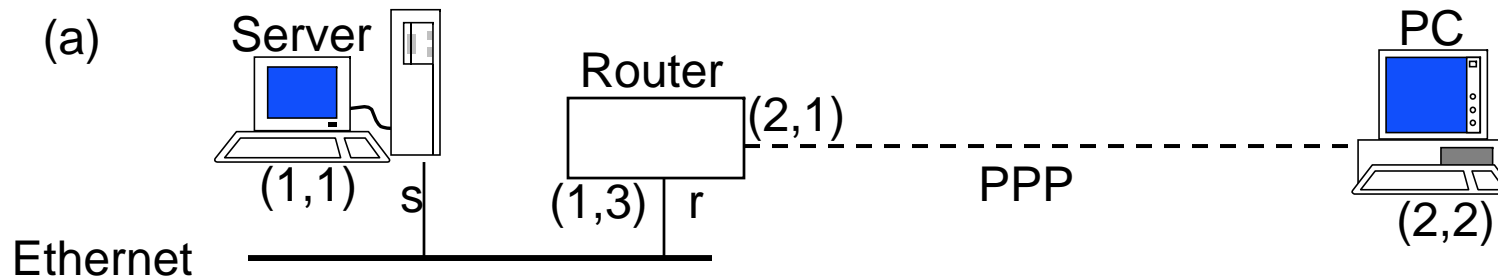 (a)
Server
Router
PC
(2,1)
PPP
(1,1)
s
(1,3)
r
(2,2)
Ethernet